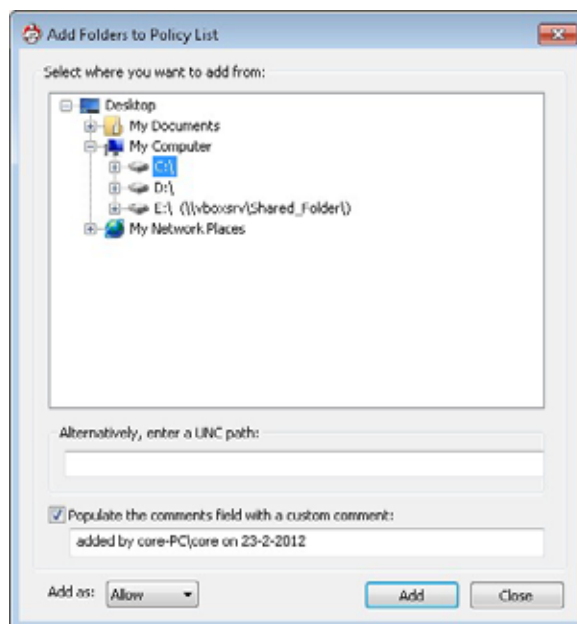 Add Folders to Policy List
Select where you want to add from:
Desktop
My Documents
My Computer
C:\
D:\
E:\ (\\vboxsrv\Shared_Folder\)
My Network Places
Alternatively, enter a UNC path:
Populate the comments field with a custom comment:
added by core-PC\core on 23-2-2012
Add as: Allow Add Close